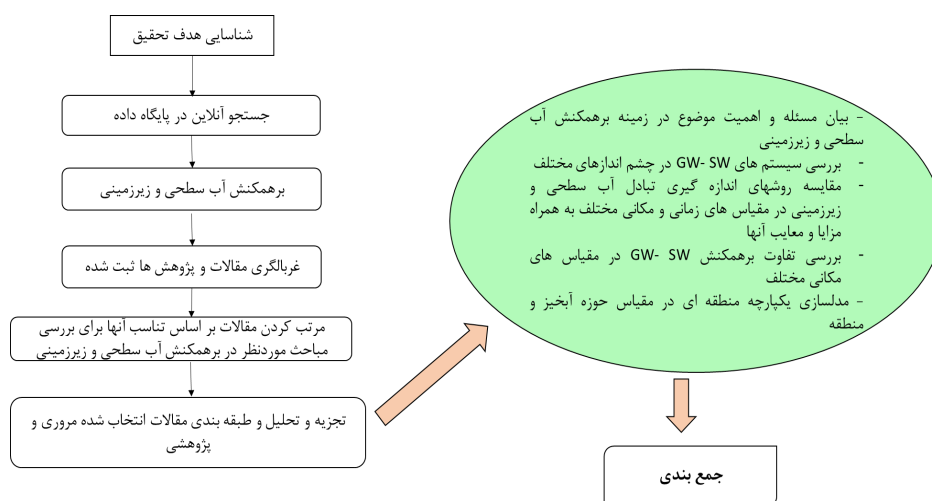 شناسایی هدف تحقیق
جستجو آنلاین در پایگاه داده
برهمکنش آب سطحی و زیرزمینی
غربالگری مقالات و پژوهش ها ثبت شده
مرتب کردن مقالات بر اساس تناسب آنها برای بررسی
مباحث موردنظر در برهمکنش آب سطحی و زیرزمینی
تجزیه و تحلیل و طبقه بندی مقالات انتخاب شده مروری و
پژوهشی
- بیان مسئله و اهمیت موضوع در زمینه برهمکنش آب
سطحی و زیرزمینی
- بررسی سیستم های GW- SW در چشم اندازهای مختلف
- مقایسه روشهای اندازه گیری تبادل آب سطحی و
زیرزمینی در مقیاس های زمانی و مکانی مختلف به همراه
مزایا و معایب آنها
- بررسی تفاوت برهمکنش GW- SW در مقیاس های
مکانی مختلف
- مدلسازی یکپارچه منطقه ای در مقیاس حوزه آبخیز و
منطقه
جمع بندی